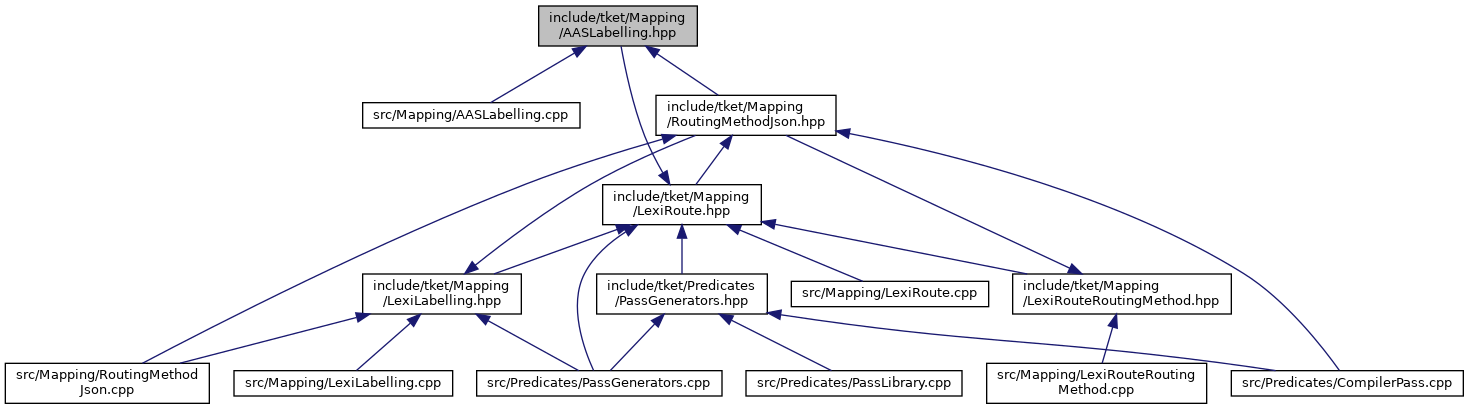 include/tket/Mapping
/AASLabelling.hpp
src/Mapping/AASLabelling.cpp
include/tket/Mapping
/RoutingMethodJson.hpp
include/tket/Mapping
/LexiRoute.hpp
include/tket/Mapping
/LexiLabelling.hpp
include/tket/Predicates
/PassGenerators.hpp
src/Mapping/LexiRoute.cpp
include/tket/Mapping
/LexiRouteRoutingMethod.hpp
src/Mapping/RoutingMethod
Json.cpp
src/Mapping/LexiLabelling.cpp
src/Predicates/PassGenerators.cpp
src/Predicates/PassLibrary.cpp
src/Mapping/LexiRouteRouting
Method.cpp
src/Predicates/CompilerPass.cpp